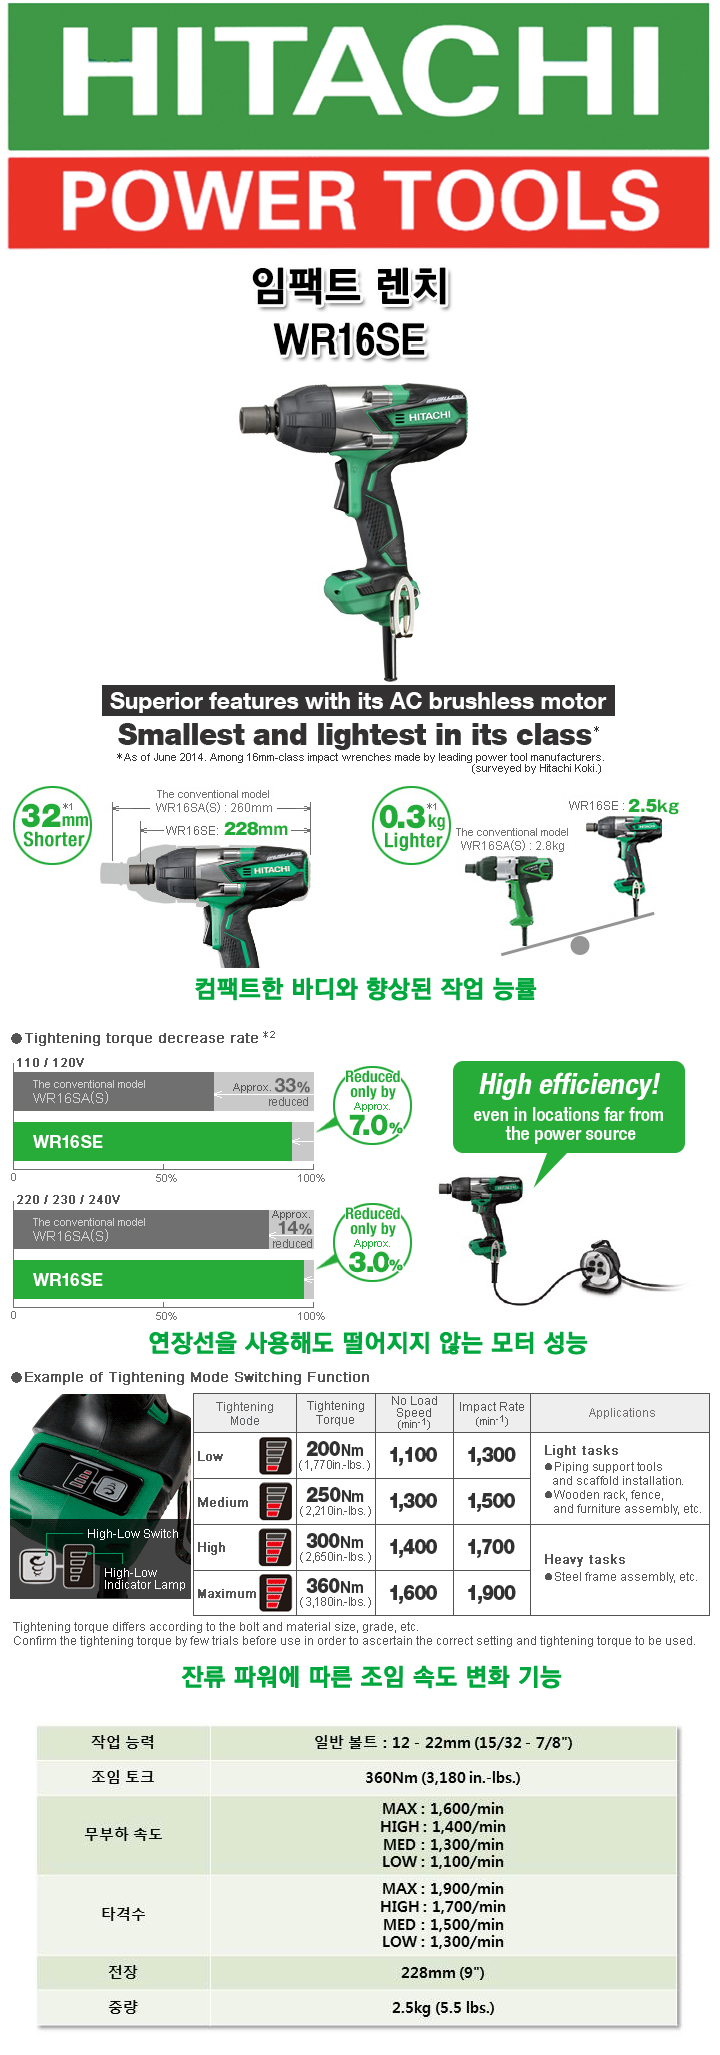 HITACHI
POWER TOOLS
임팩트 렌치
WR16SE
HITACHI
Superior features with its AC brushless motor
Smallest and lightest in its class*
*As of June 2014. Among 16mm-class impact wrenches made by leading power tool manufacturers.
(surveyed by Hitachi Koki.)
32mm *1
Shorter
The conventional model
WR16SA(S) : 260mm
WR16SE: 228mm
HITACHI
0.3kg *1
Lighter
The conventional model
WR16SA(S) : 2.8kg
WR16SE : 2.5kg
컴팩트한 바디와 향상된 작업 능률
●Tightening torque decrease rate *2
110 / 120V
The conventional model
WR16SA(S)
Approx. 33%
reduced
WR16SE
0 50% 100%
Reduced
only by
Approx.
7.0%
220 / 230 / 240V
The conventional model
WR16SA(S)
Approx.
14%
reduced
WR16SE
0 50% 100%
Reduced
only by
Approx.
3.0%
High efficiency!
even in locations far from
the power source
연장선을 사용해도 떨어지지 않는 모터 성능
●Example of Tightening Mode Switching Function
High-Low Switch
High-Low
Indicator Lamp
Tightening Mode Tightening Torque No Load Speed (min-1) Impact Rate (min-1) Applications
Low 200Nm (1,770in.-lbs.) 1,100 1,300
Medium 250Nm (2,210in.-lbs.) 1,300 1,500
Light tasks
●Piping support tools
and scaffold installation.
●Wooden rack, fence,
and furniture assembly, etc.
High 300Nm (2,650in-lbs.) 1,400 1,700
Maximum 360Nm (3,180in.-lbs.) 1,600 1,900
Heavy tasks
●Steel frame assembly, etc.
Tightening torque differs according to the bolt and material size, grade, etc.
Confirm the tightening torque by few trials before use in order to ascertain the correct setting and tightening torque to be used.
잔류 파워에 따른 조임 속도 변화 기능
작업 능력 일반 볼트 : 12 - 22mm (15/32 - 7/8")
조임 토크 360Nm (3,180 in.-lbs.)
무부하 속도
MAX : 1,600/min
HIGH : 1,400/min
MED : 1,300/min
LOW : 1,100/min
타격수
MAX : 1,900/min
HIGH : 1,700/min
MED : 1,500/min
LOW : 1,300/min
전장 228mm (9")
중량 2.5kg (5.5 lbs.)